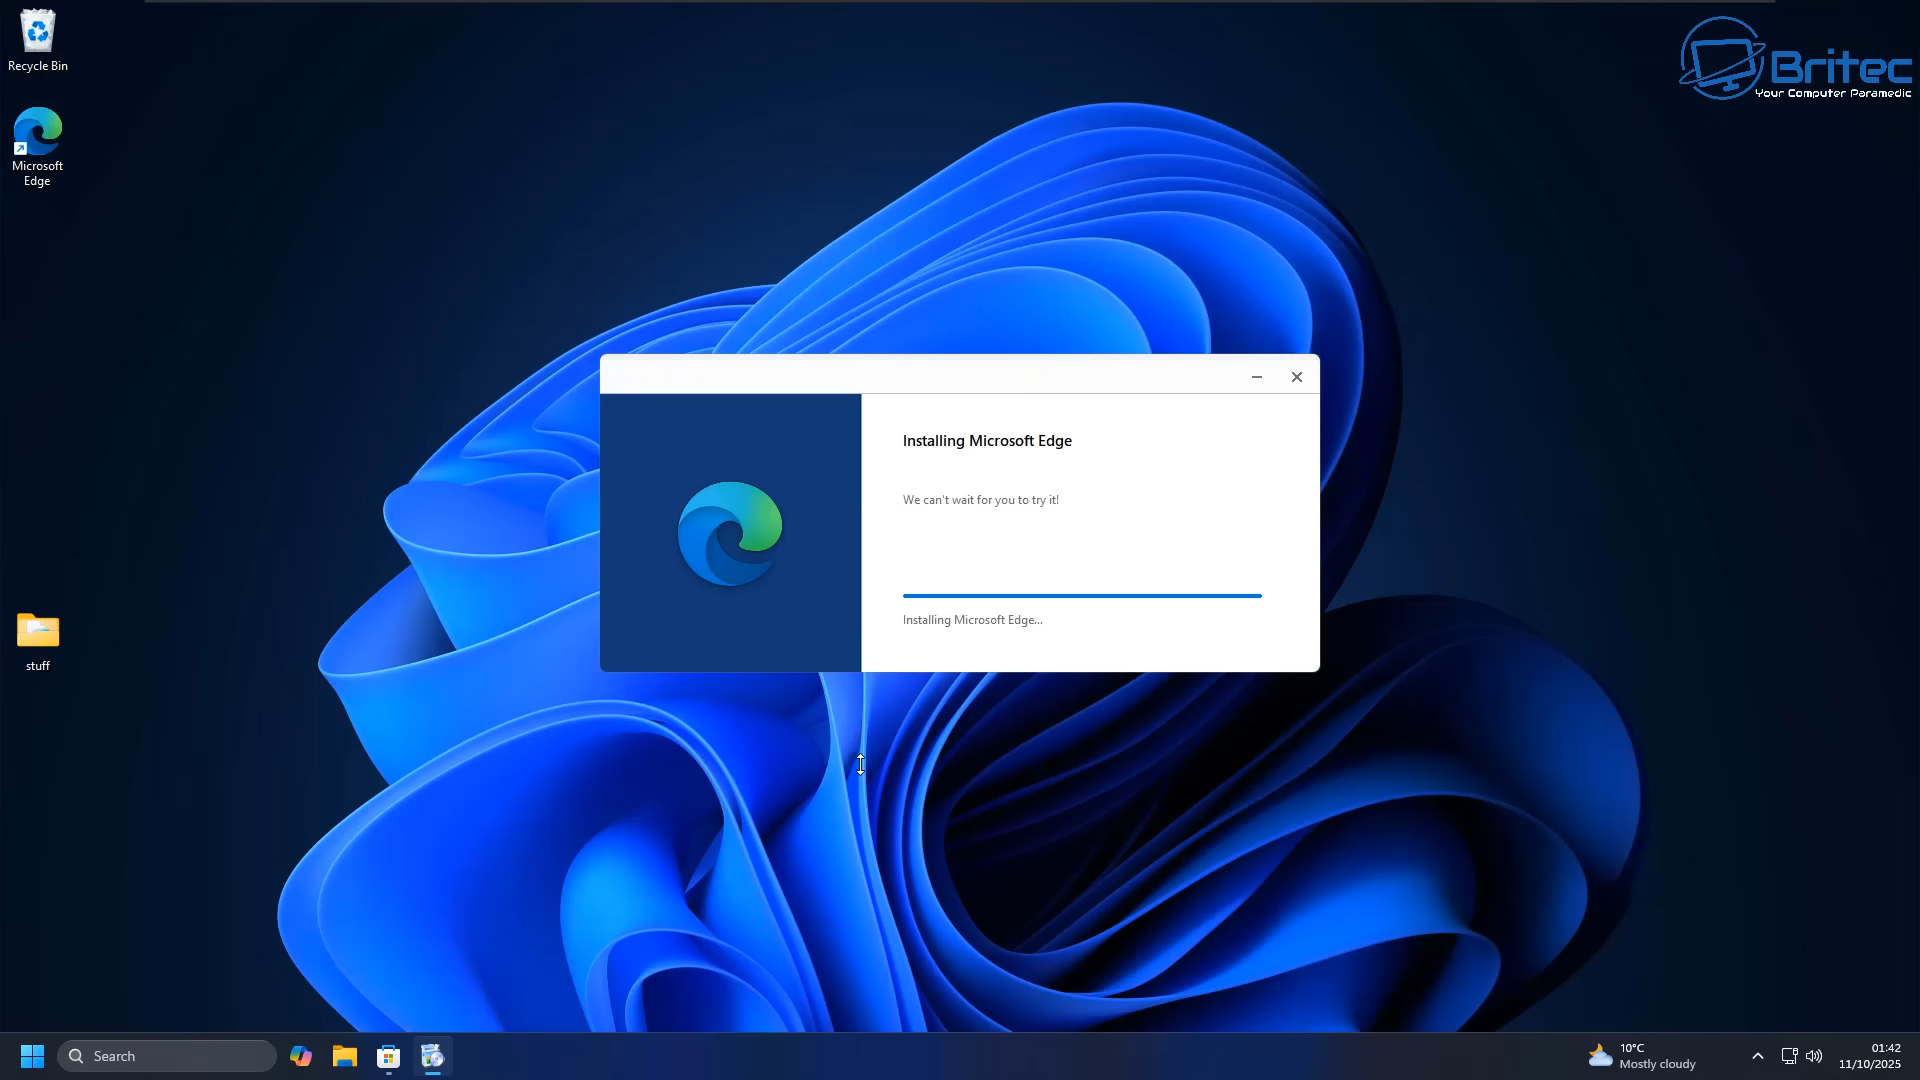 Recycle Bin
Britec
Your Computer Paramedic
Microsoft
Edge
Installing Microsoft Edge
We can't wait for you to try it!
Installing Microsoft Edge...
stuff
Search
10°C
Mostly cloudy
01:42
11/10/2025